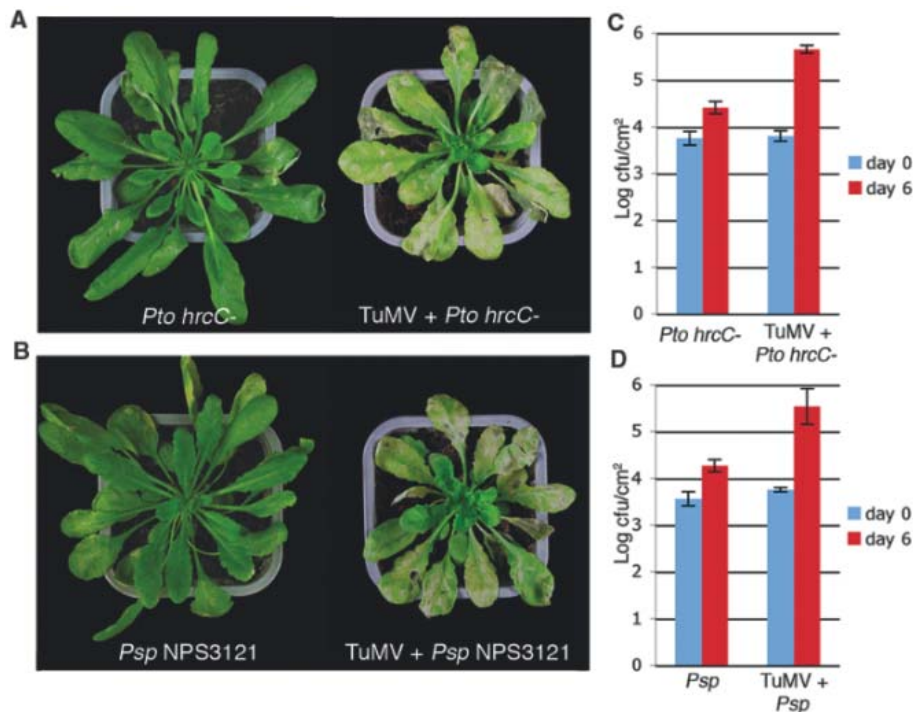 A
Pto hrcC-
TuMV + Pto hrcC-
B
Psp NPS3121
TuMV + Psp NPS3121
C
Log cfu/cm²
6
5
4
3
2
1
0
Pto hrcC-
TuMV +
Pto hrcC-
day 0
day 6
D
Log cfu/cm²
6
5
4
3
2
1
0
Psp
TuMV +
Psp
day 0
day 6